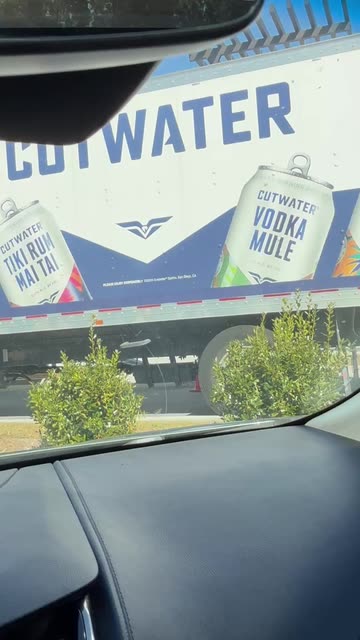 CUTWATER
CUTWATER
TIKI RUM
MAI TAI
CUTWATER
VODKA
MULE